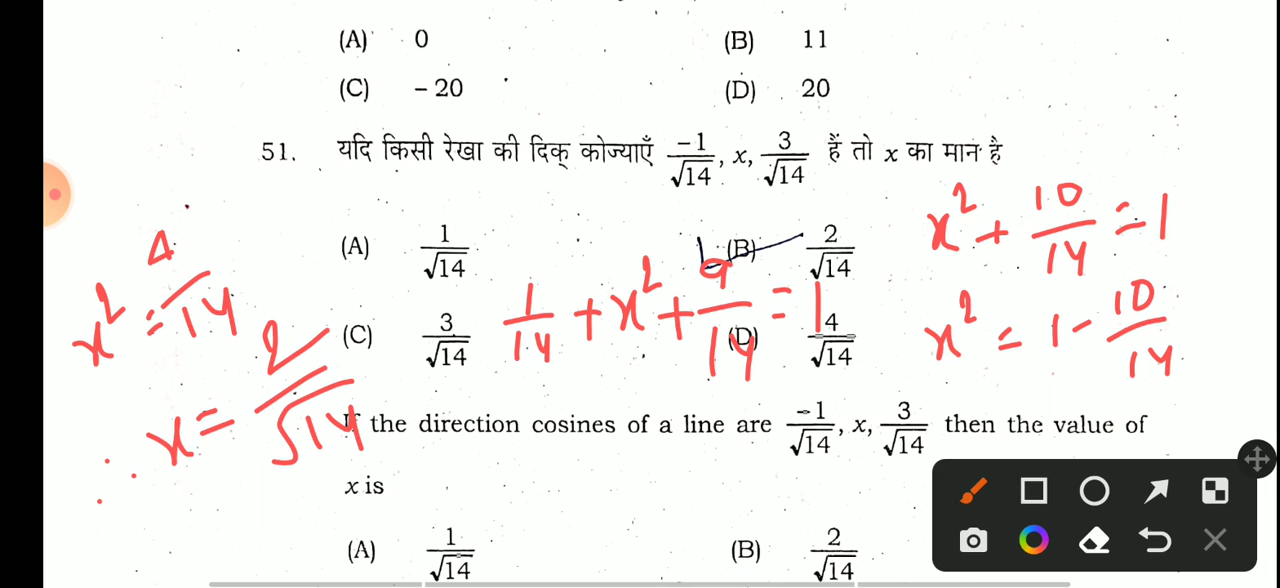 (A) 0 (B) 11
(C) – 20 (D) 20
51. यदि किसी रेखा की दिक् कोज्याएँ -1/√14, x, 3/√14 हैं तो x का मान है
(A) 1/√14 (B) 2/√14
(C) 3/√14 (D) 4/√14
1/14 + x² + 9/14 = 1
x² + 10/14 = 1
x² = 1 - 10/14
x² = 4/14
∴ x = 2/√14
If the direction cosines of a line are -1/√14, x, 3/√14 then the value of
x is
(A) 1/√14 (B) 2/√14